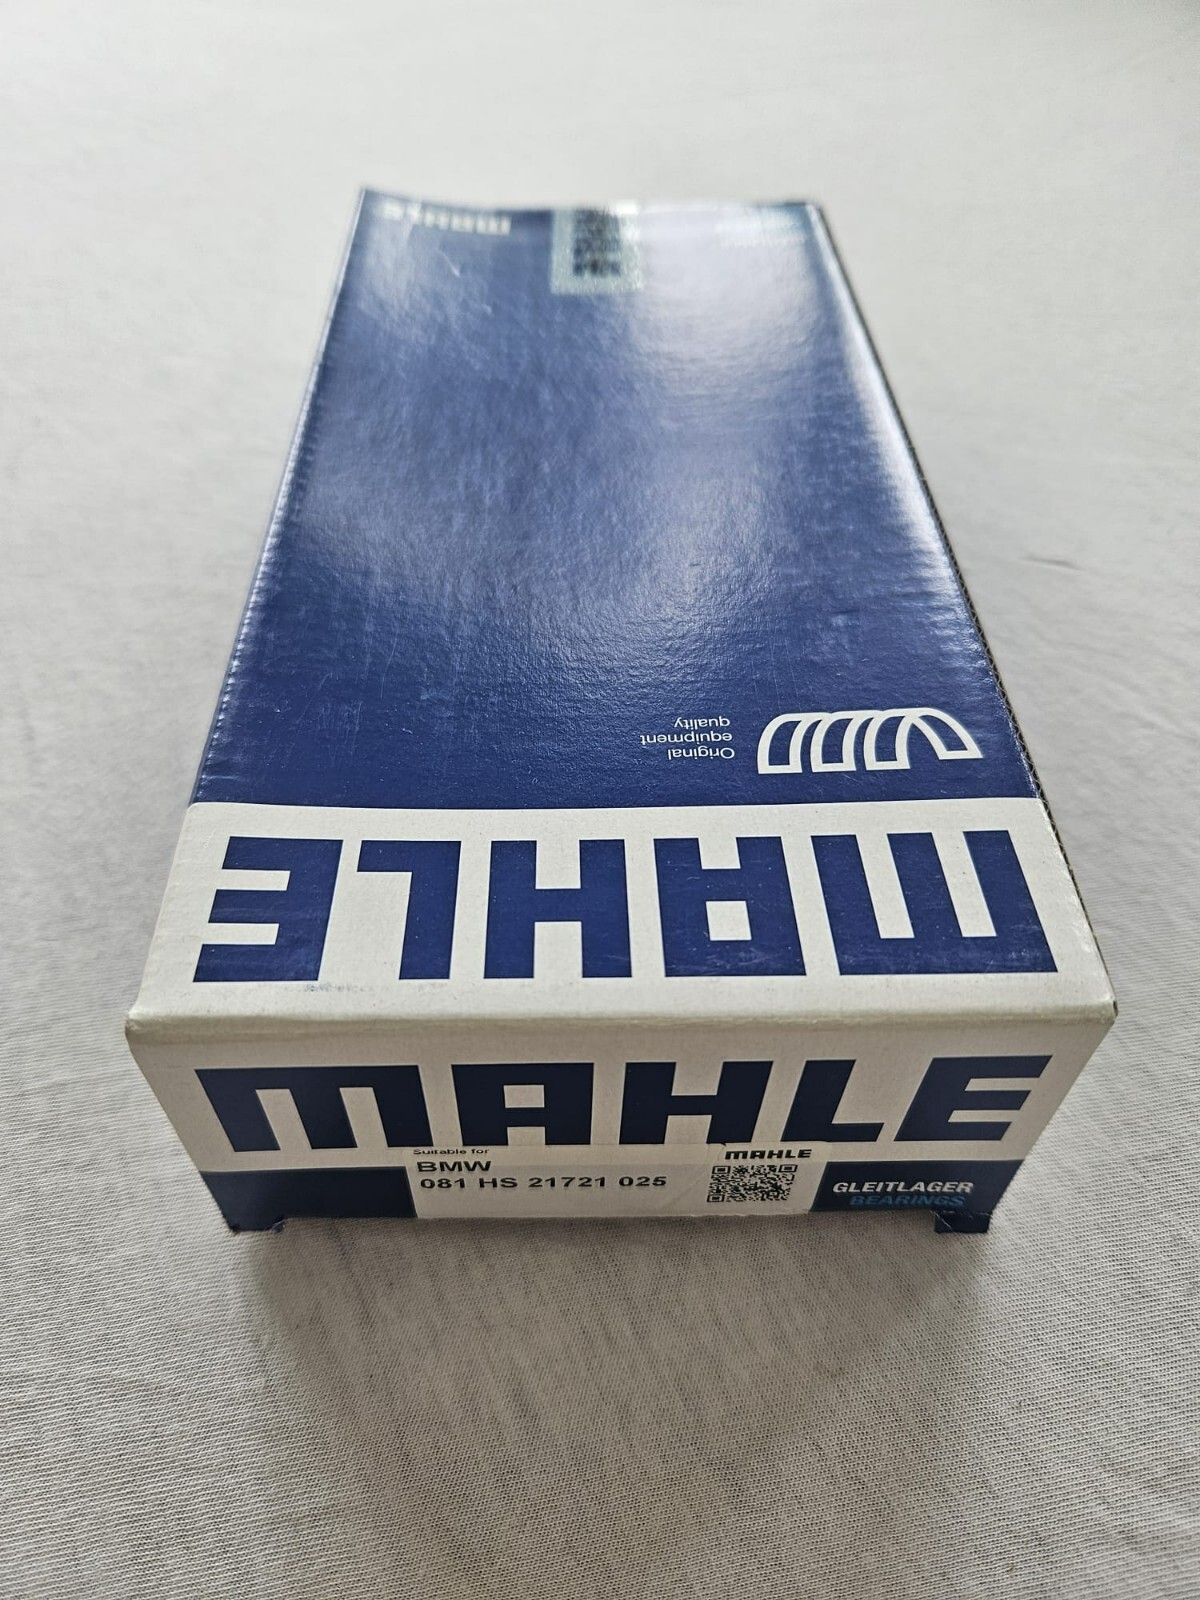 MAHLE
Original
equipment
quality
MAHLE
MAHLE
Suitable for
BMW
081 HS 21721 025
MAHLE
GLEITLAGER
BEARINGS